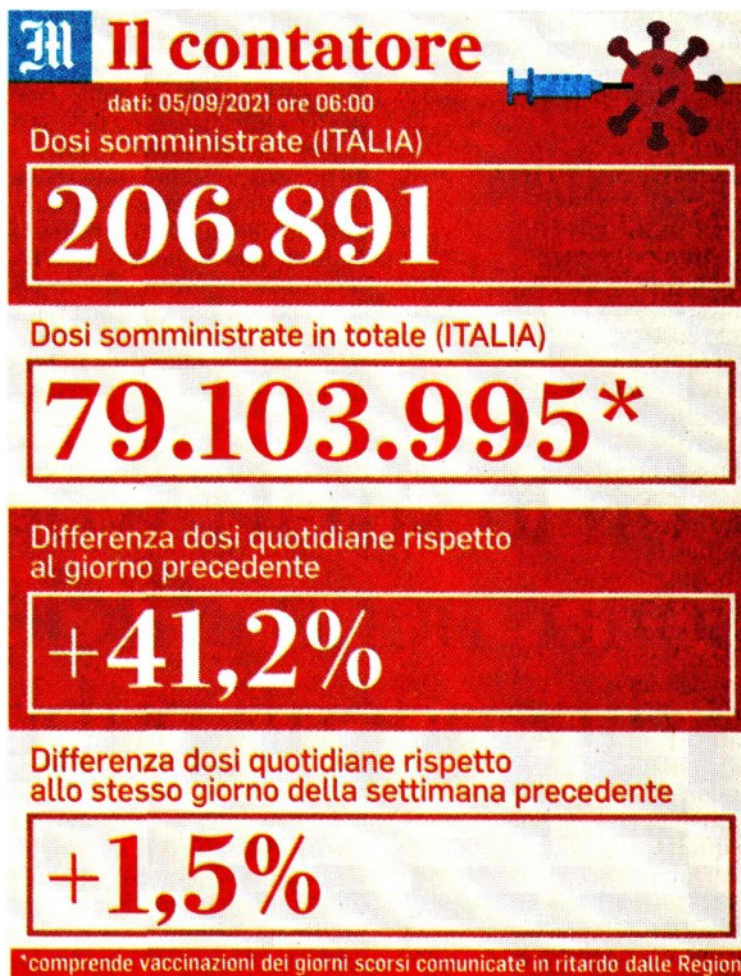 M Il contatore
dati: 05/09/2021 ore 06:00
Dosi somministrate (ITALIA)
206.891
Dosi somministrate in totale (ITALIA)
79.103.995*
Differenza dosi quotidiane rispetto
al giorno precedente
+41,2%
Differenza dosi quotidiane rispetto
allo stesso giorno della settimana precedente
+1,5%
*comprende vaccinazioni dei giorni scorsi comunicate in ritardo dalle Region